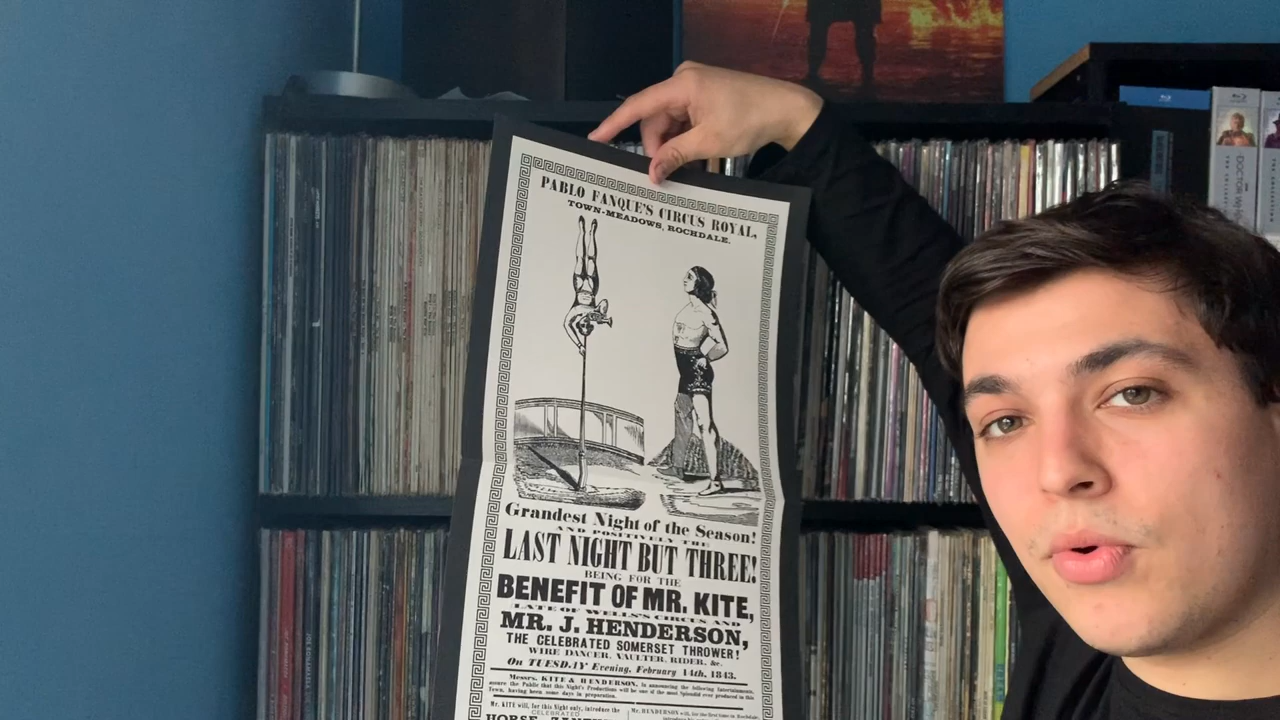 PABLO FANQUE'S CIRCUS ROYAL,
TOWN-MEADOWS, ROCHDALE.
Grandest Night of the Season!
AND POSITIVELY THE
LAST NIGHT BUT THREE!
BEING FOR THE
BENEFIT OF MR. KITE,
LATE OF WELLS'S CIRCUS AND
MR. J. HENDERSON,
THE CELEBRATED SOMERSET THROWER!
WIRE DANCER, VAULTER, RIDER, &c.
On TUESDAY Evening, February 14th, 1843.
Messrs. KITE & HENDERSON, in announcing the following Entertainments,
assure the Public that this Night's Productions will be one of the most Splendid ever produced in this
Town, having been some days in preparation.
Mr. KITE will, for this Night only, introduce the
CELEBRATED
Mr. HENDERSON will, for the first time in Rochdale,
DOCTOR WHO